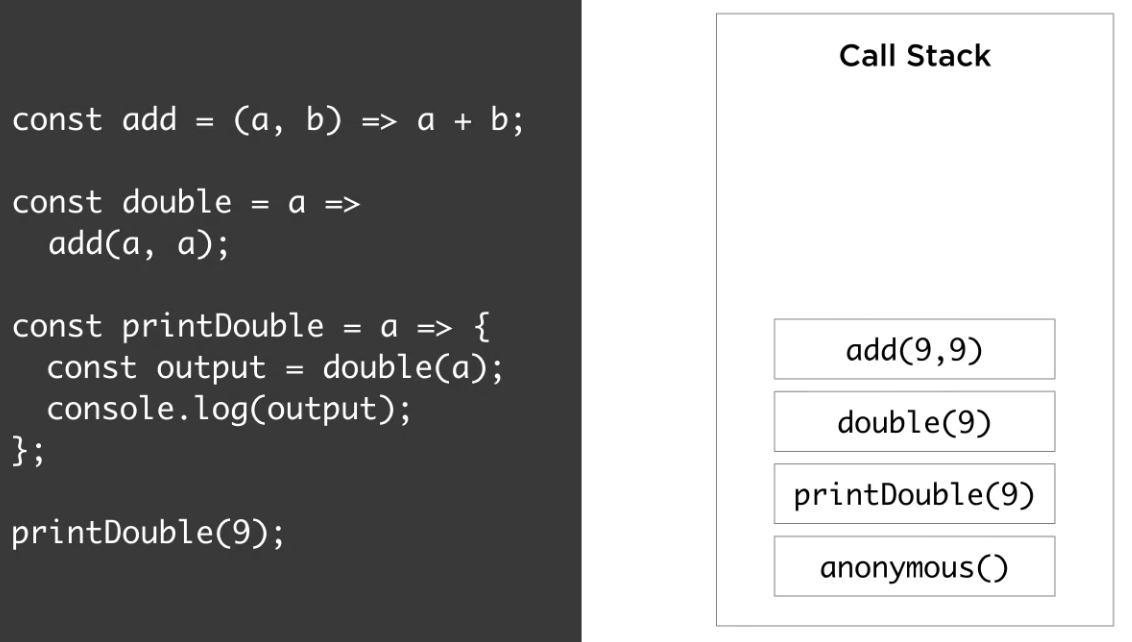 const add = (a, b) => a + b;
const double = a =>
  add(a, a);
const printDouble = a => {
  const output = double(a);
  console.log(output);
};
printDouble(9);
Call Stack
add(9,9)
double(9)
printDouble(9)
anonymous()